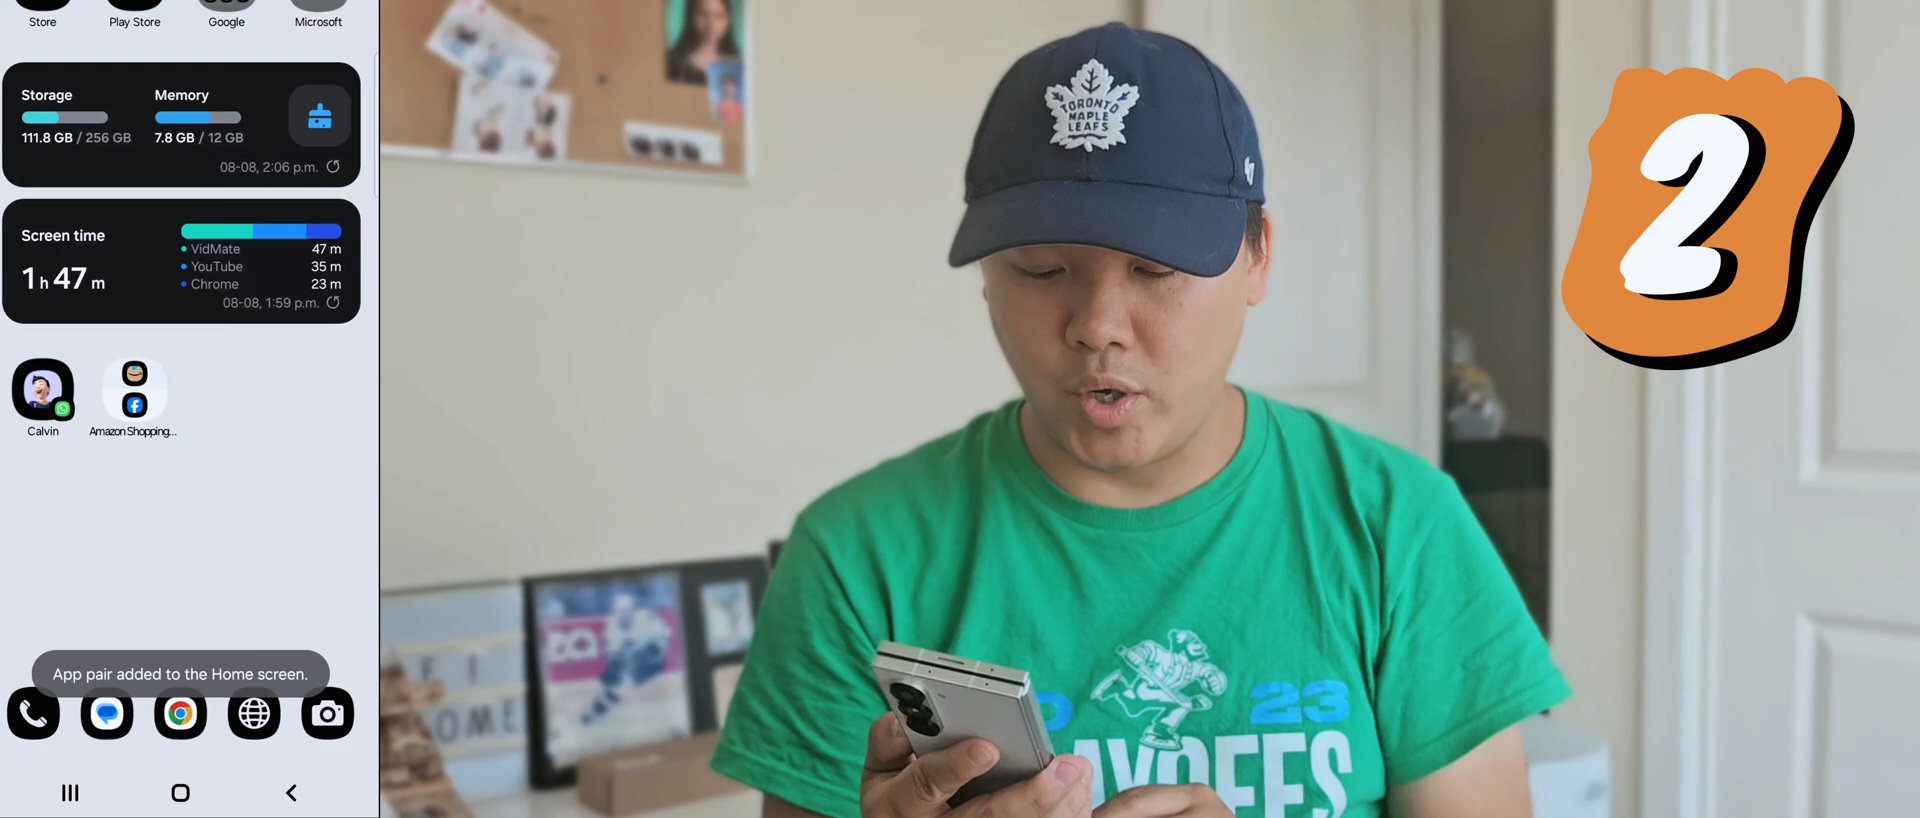 Store
Play Store
Google
Microsoft
Storage
Memory
111.8 GB / 256 GB
7.8 GB / 12 GB
08-08, 2:06 p.m.
Screen time
1 h 47 m
VidMate 47 m
YouTube 35 m
Chrome 23 m
08-08, 1:59 p.m.
Calvin
Amazon Shopping...
App pair added to the Home screen.
TORONTO
MAPLE
LEAFS
2
23
AYOFFS
OME